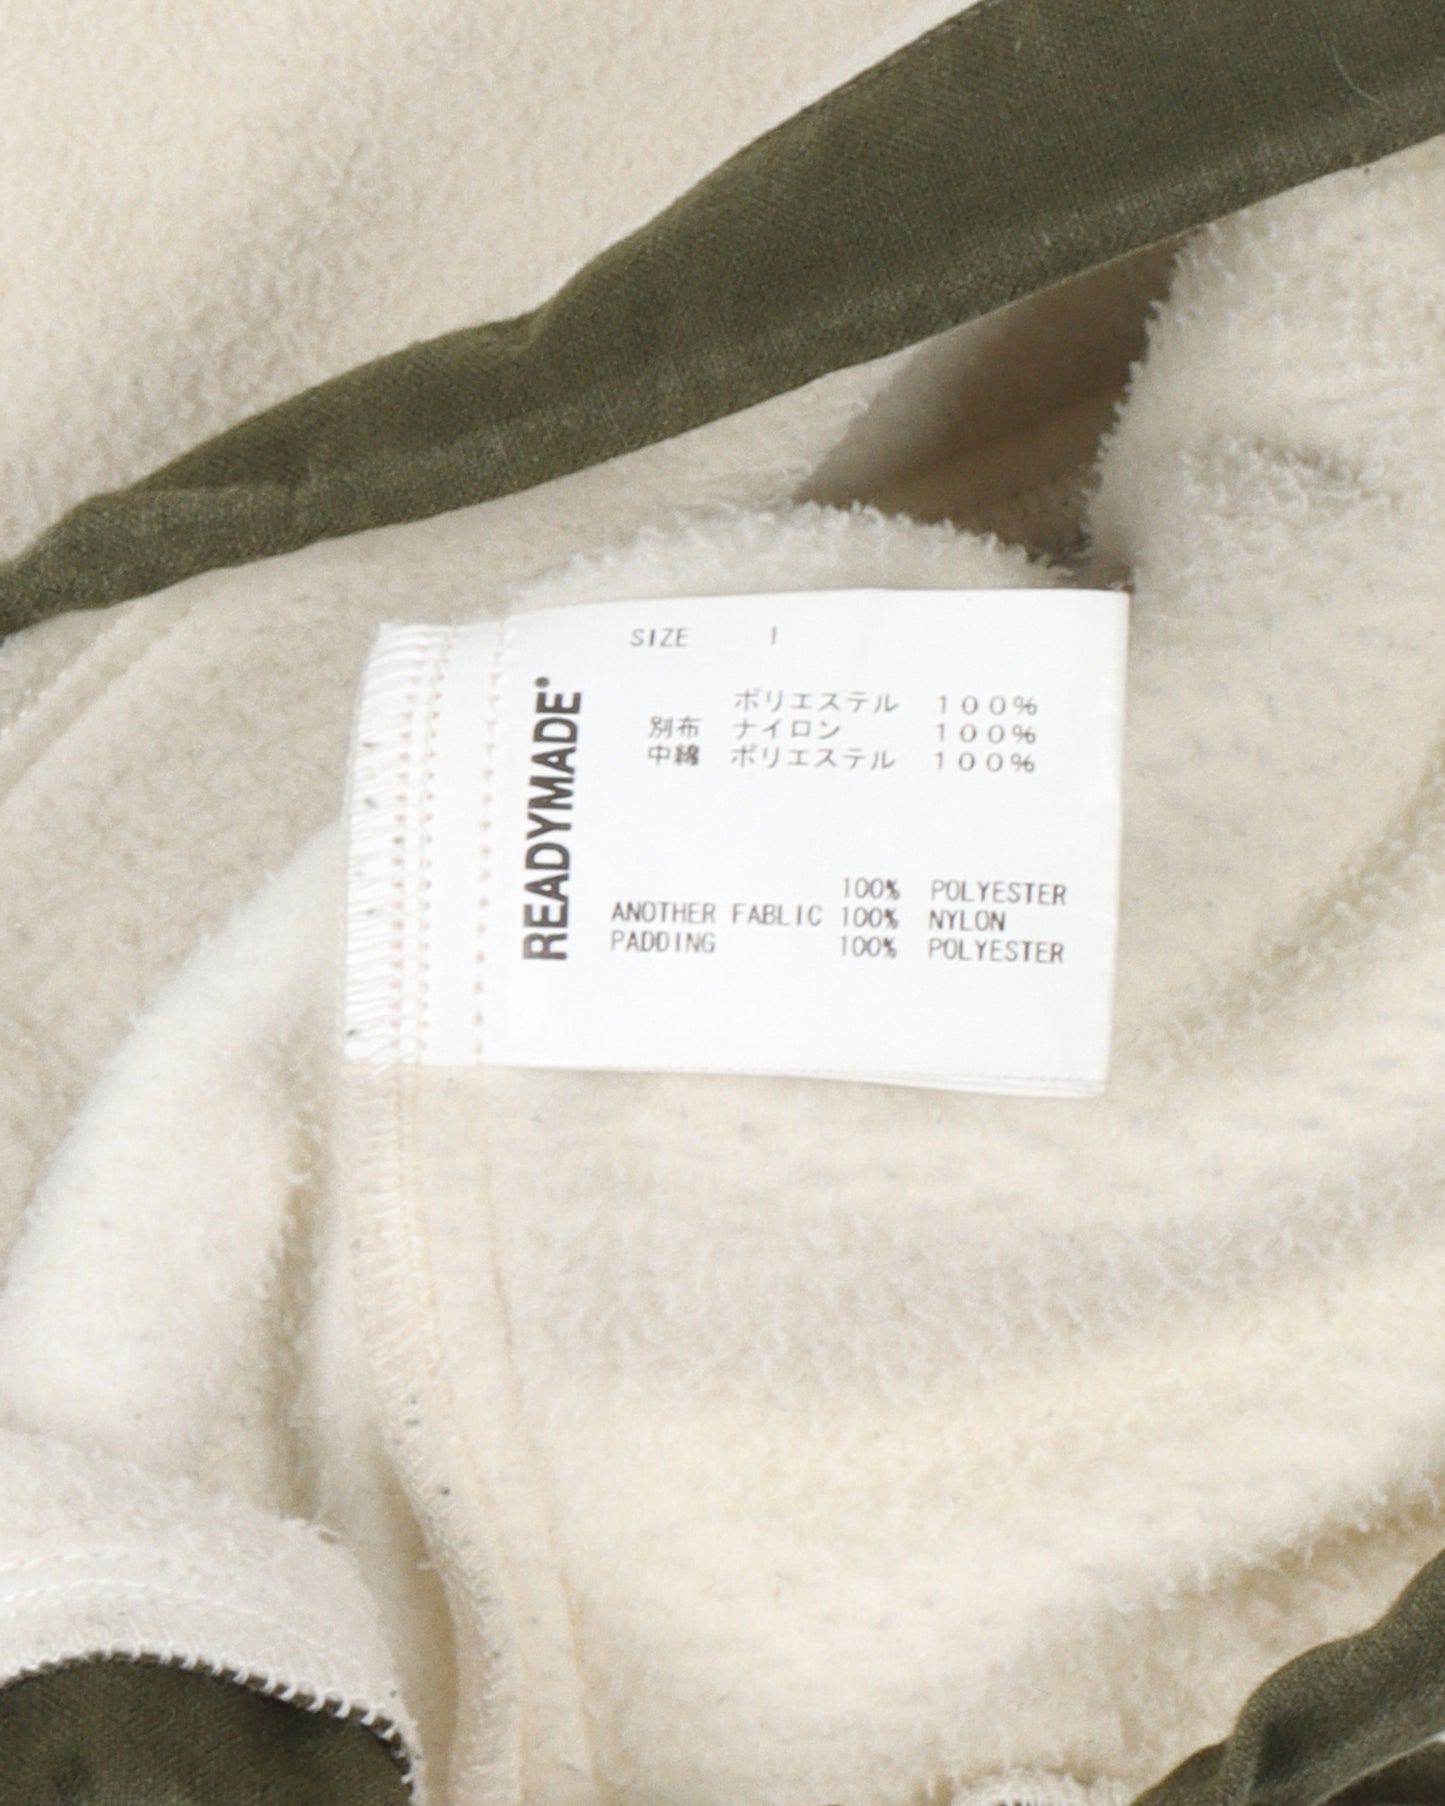 SIZE 1
READYMADE
ポリエステル 100%
別布 ナイロン 100%
中綿 ポリエステル 100%
100% POLYESTER
ANOTHER FABLIC 100% NYLON
PADDING 100% POLYESTER